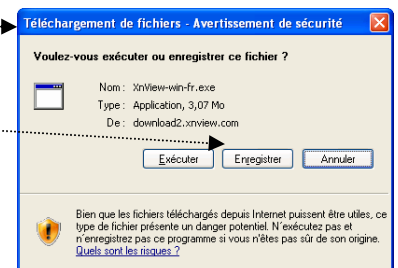 Téléchargement de fichiers - Avertissement de sécurité
Voulez-vous exécuter ou enregistrer ce fichier ?
Nom : XnView-win-fr.exe
Type : Application, 3,07 Mo
De : download2.xnview.com
Exécuter Enregistrer Annuler
Bien que les fichiers téléchargés depuis Internet puissent être utiles, ce
type de fichier présente un danger potentiel. N'exécutez pas et
n'enregistrez pas ce programme si vous n'êtes pas sûr de son origine.
Quels sont les risques ?